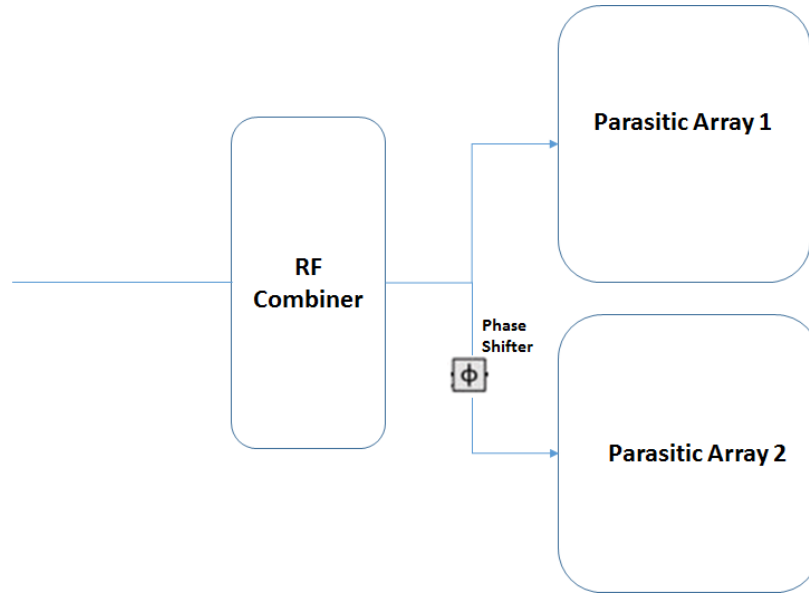 Parasitic Array 1
RF
Combiner
Phase
Shifter
ϕ
Parasitic Array 2